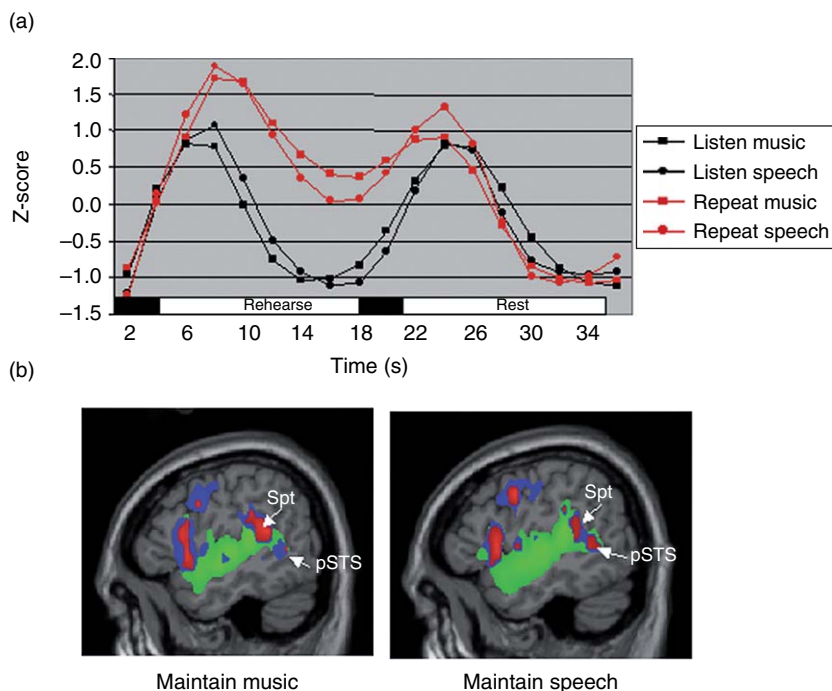 (a)
2.0
1.5
1.0
0.5
0.0
−0.5
−1.0
−1.5
Z-score
Rehearse Rest
2 6 10 14 18 22 26 30 34
Time (s)
Listen music
Listen speech
Repeat music
Repeat speech
(b)
Spt
pSTS
Spt
pSTS
Maintain music Maintain speech